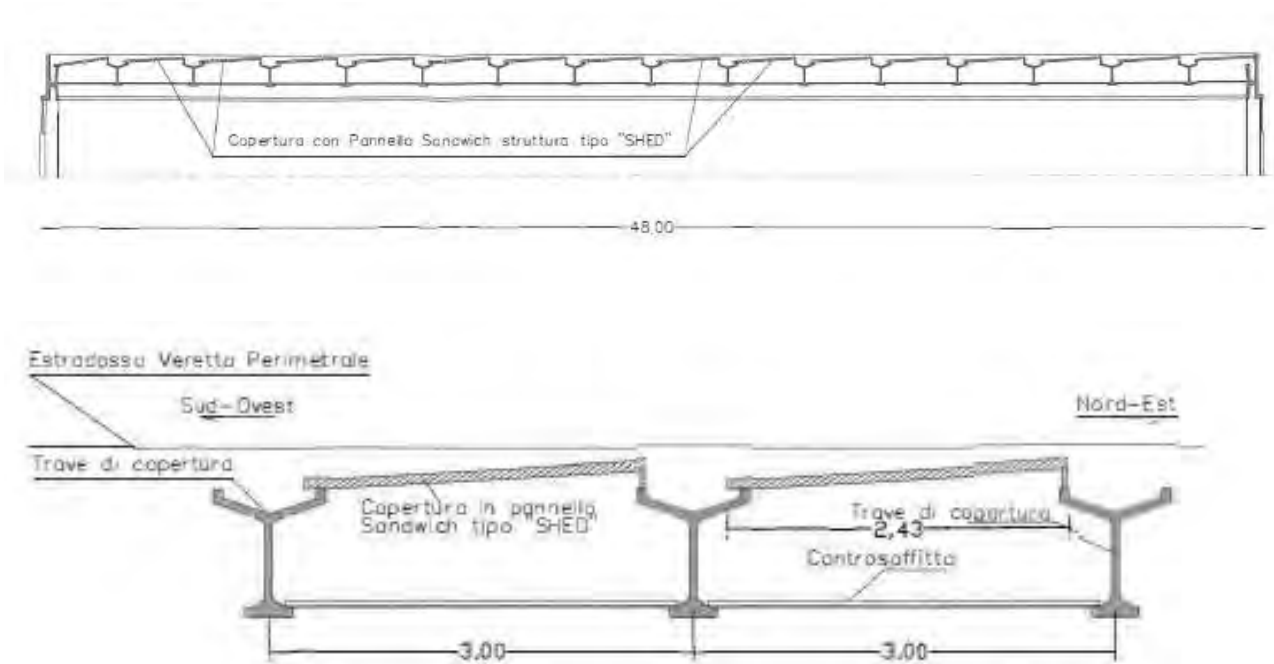 Copertura con Pannello Sandwich struttura tipo "SHED"
48,00
Estradosso Veretta Perimetrale
Sud-Ovest
Nord-Est
Trave di copertura
Copertura in pannello
Sandwich tipo "SHED"
Trave di copertura
2,43
Controsoffitto
3,00
3,00